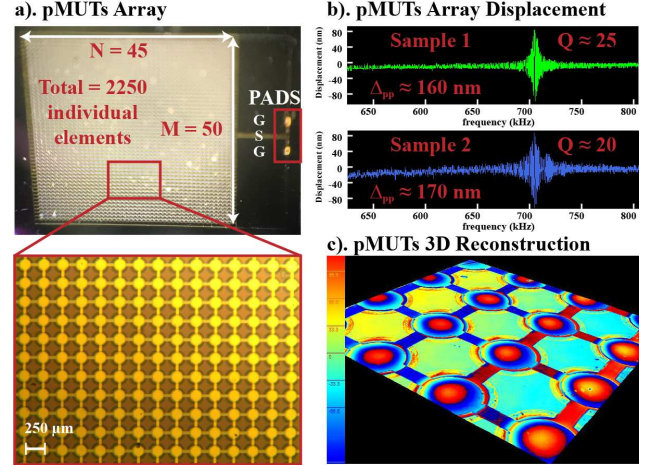 a). pMUTs Array
N = 45
Total = 2250
individual
elements
M = 50
PADS
G
S
G
250 µm
b). pMUTs Array Displacement
Displacement (nm)
80
40
0
-40
-80
Sample 1
Q ≈ 25
Δpp ≈ 160 nm
650
700
750
800
frequency (kHz)
Displacement (nm)
80
40
0
-40
-80
Sample 2
Q ≈ 20
Δpp ≈ 170 nm
650
700
750
800
frequency (kHz)
c). pMUTs 3D Reconstruction